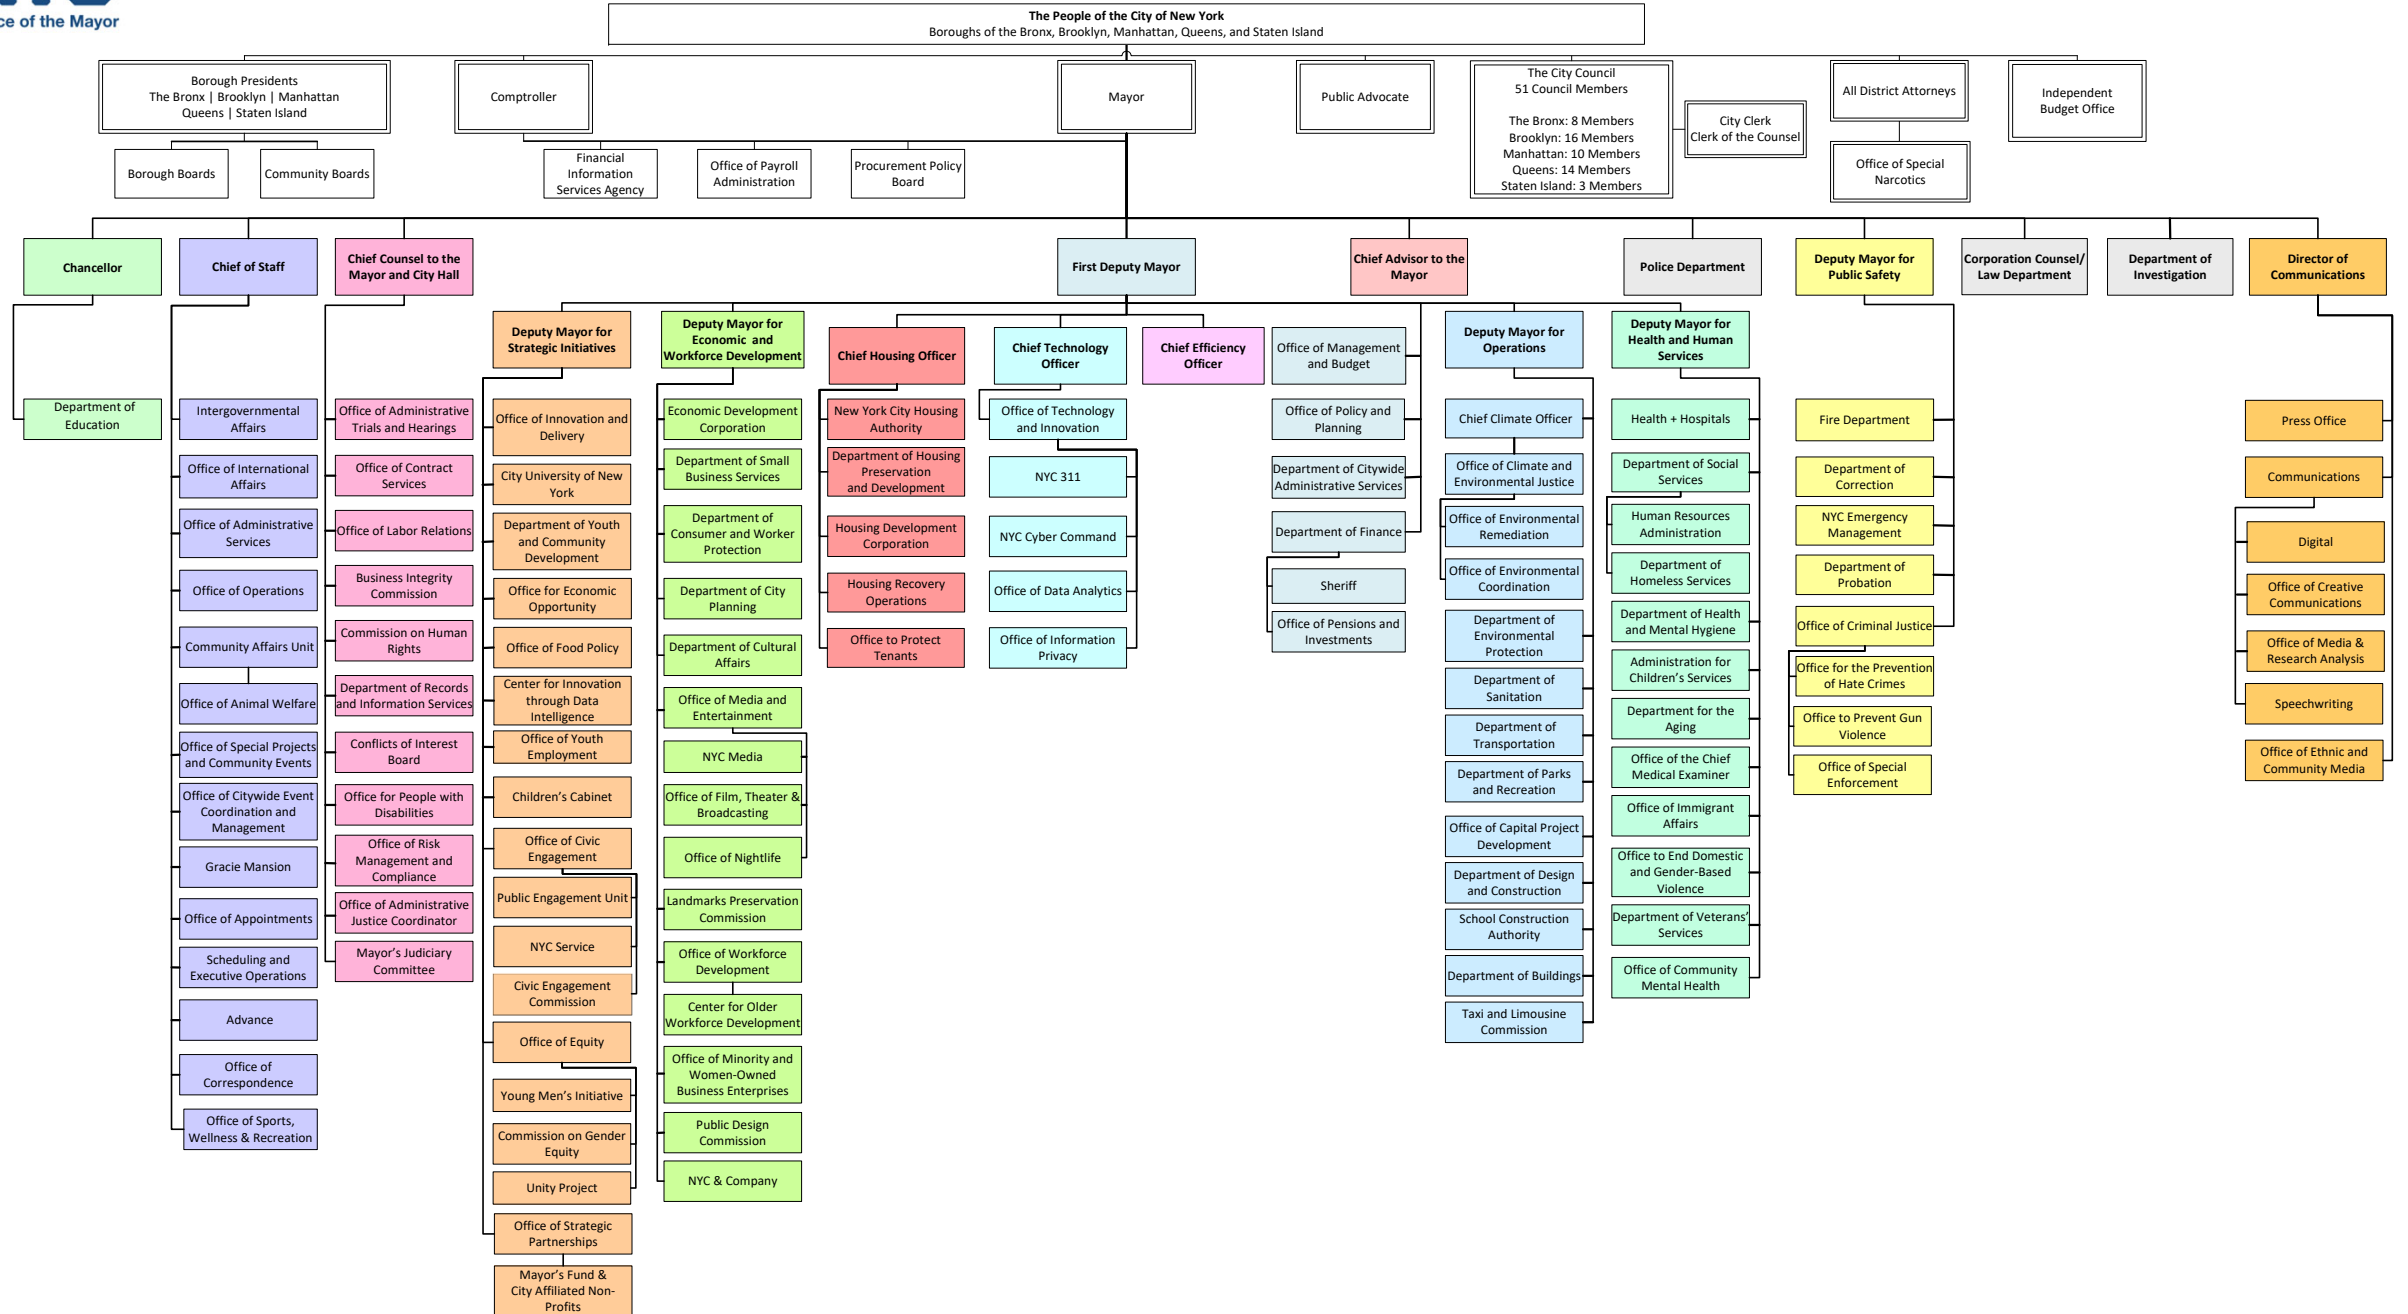 ce of the Mayor
The People of the City of New York
Boroughs of the Bronx, Brooklyn, Manhattan, Queens, and Staten Island
Borough Presidents
The Bronx | Brooklyn | Manhattan
Queens | Staten Island
Comptroller
Mayor
Public Advocate
The City Council
51 Council Members
The Bronx: 8 Members
Brooklyn: 16 Members
Manhattan: 10 Members
Queens: 14 Members
Staten Island: 3 Members
City Clerk
Clerk of the Counsel
All District Attorneys
Independent
Budget Office
Borough Boards
Community Boards
Financial
Information
Services Agency
Office of Payroll
Administration
Procurement Policy
Board
Office of Special
Narcotics
Chancellor
Chief of Staff
Chief Counsel to the
Mayor and City Hall
First Deputy Mayor
Chief Advisor to the
Mayor
Police Department
Deputy Mayor for
Public Safety
Corporation Counsel/
Law Department
Department of
Investigation
Director of
Communications
Deputy Mayor for
Strategic Initiatives
Deputy Mayor for
Economic and
Workforce Development
Chief Housing Officer
Chief Technology
Officer
Chief Efficiency
Officer
Office of Management
and Budget
Deputy Mayor for
Operations
Deputy Mayor for
Health and Human
Services
Department of
Education
Intergovernmental
Affairs
Office of International
Affairs
Office of Administrative
Services
Office of Operations
Community Affairs Unit
Office of Animal Welfare
Office of Special Projects
and Community Events
Office of Citywide Event
Coordination and
Management
Gracie Mansion
Office of Appointments
Scheduling and
Executive Operations
Advance
Office of
Correspondence
Office of Sports,
Wellness & Recreation
Office of Administrative
Trials and Hearings
Office of Contract
Services
Office of Labor Relations
Business Integrity
Commission
Commission on Human
Rights
Department of Records
and Information Services
Conflicts of Interest
Board
Office for People with
Disabilities
Office of Risk
Management and
Compliance
Office of Administrative
Justice Coordinator
Mayor's Judiciary
Committee
Office of Innovation and
Delivery
City University of New
York
Department of Youth
and Community
Development
Office for Economic
Opportunity
Office of Food Policy
Center for Innovation
through Data
Intelligence
Office of Youth
Employment
Children's Cabinet
Office of Civic
Engagement
Public Engagement Unit
NYC Service
Civic Engagement
Commission
Office of Equity
Young Men's Initiative
Commission on Gender
Equity
Unity Project
Office of Strategic
Partnerships
Mayor's Fund &
City Affiliated Non-
Profits
Economic Development
Corporation
Department of Small
Business Services
Department of
Consumer and Worker
Protection
Department of City
Planning
Department of Cultural
Affairs
Office of Media and
Entertainment
NYC Media
Office of Film, Theater &
Broadcasting
Office of Nightlife
Landmarks Preservation
Commission
Office of Workforce
Development
Center for Older
Workforce Development
Office of Minority and
Women-Owned
Business Enterprises
Public Design
Commission
NYC & Company
New York City Housing
Authority
Department of Housing
Preservation
and Development
Housing Development
Corporation
Housing Recovery
Operations
Office to Protect
Tenants
Office of Technology
and Innovation
NYC 311
NYC Cyber Command
Office of Data Analytics
Office of Information
Privacy
Office of Policy and
Planning
Department of Citywide
Administrative Services
Department of Finance
Sheriff
Office of Pensions and
Investments
Chief Climate Officer
Office of Climate and
Environmental Justice
Office of Environmental
Remediation
Office of Environmental
Coordination
Department of
Environmental
Protection
Department of
Sanitation
Department of
Transportation
Department of Parks
and Recreation
Office of Capital Project
Development
Department of Design
and Construction
School Construction
Authority
Department of Buildings
Taxi and Limousine
Commission
Health + Hospitals
Department of Social
Services
Human Resources
Administration
Department of
Homeless Services
Department of Health
and Mental Hygiene
Administration for
Children's Services
Department for the
Aging
Office of the Chief
Medical Examiner
Office of Immigrant
Affairs
Office to End Domestic
and Gender-Based
Violence
Department of Veterans'
Services
Office of Community
Mental Health
Fire Department
Department of
Correction
NYC Emergency
Management
Department of
Probation
Office of Criminal Justice
Office for the Prevention
of Hate Crimes
Office to Prevent Gun
Violence
Office of Special
Enforcement
Press Office
Communications
Digital
Office of Creative
Communications
Office of Media &
Research Analysis
Speechwriting
Office of Ethnic and
Community Media